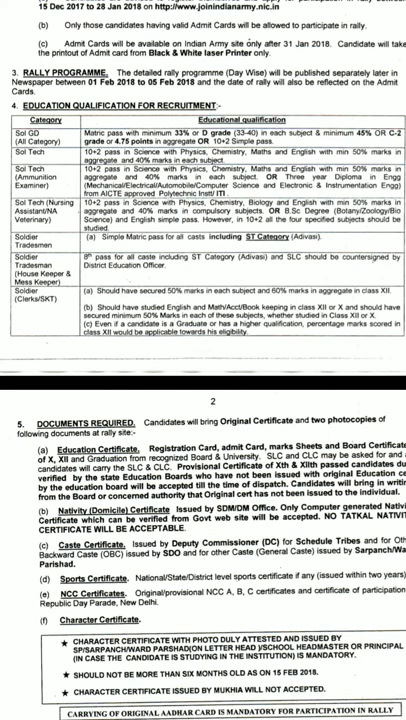 15 Dec 2017 to 28 Jan 2018 on http://www.joinindianarmy.nic.in
(b) Only those candidates having valid Admit Cards will be allowed to participate in rally.
(c) Admit Cards will be available on Indian Army site only after 31 Jan 2018. Candidate will take
the printout of Admit card from Black & White laser Printer only.
3. RALLY PROGRAMME. The detailed rally programme (Day Wise) will be published separately later in
Newspaper between 01 Feb 2018 to 05 Feb 2018 and the date of rally will also be reflected on the Admit
Cards.
4. EDUCATION QUALIFICATION FOR RECRUITMENT:-
Category Educational qualification
Sol GD Matric pass with minimum 33% or D grade (33-40) in each subject & minimum 45% OR C-2
(All Category) grade or 4.75 points in aggregate OR 10+2 Simple pass.
Sol Tech 10+2 pass in Science with Physics, Chemistry, Maths and English with min 50% marks in
aggregate and 40% marks in each subject.
Sol Tech 10+2 pass in Science with Physics, Chemistry, Maths and English with min 50% marks in
(Ammunition aggregate and 40% marks in each subject. OR Three year Diploma in Engg
Examiner) (Mechanical/Electrical/Automobile/Computer Science and Electronic & Instrumentation Engg)
from AICTE approved Polytechnic Inst/ ITI.
Sol Tech (Nursing 10+2 pass in Science with Physics, Chemistry, Biology and English with min 50% marks in
Assistant/NA aggregate and 40% marks in compulsory subjects OR B.Sc Degree (Botany/Zoology/Bio
Veterinary) Science) and English simple pass. However, in 10+2 all the four specified subjects should be
studied.
Soldier (a) Simple Matric pass for all casts including ST Category (Adivasi).
Tradesmen
Soldier 8th pass for all caste including ST Category (Adivasi) and SLC should be countersigned by
Tradesman District Education Officer.
(House Keeper &
Mess Keeper)
Soldier (a) Should have secured 50% marks in each subject and 60% marks in aggregate in class XII.
(Clerks/SKT)
(b) Should have studied English and Math/Acct/Book keeping in class XII or X and should have
secured minimum 50% Marks in each of these subjects, whether studied in Class XII or X.
(c) Even if a candidate is a Graduate or has a higher qualification, percentage marks scored in
class XII would be applicable towards his eligibility.
2
5. DOCUMENTS REQUIRED. Candidates will bring Original Certificate and two photocopies of
following documents at rally site:-
(a) Education Certificate. Registration Card, admit Card, marks Sheets and Board Certificate
of X, XII and Graduation from recognized Board & University. SLC and CLC may be asked for and
candidates will carry the SLC & CLC. Provisional Certificate of Xth & XIIth passed candidates du
verified by the state Education Boards who have not been issued with original Education ce
by the education board will be accepted till the time of dispatch. Candidates will bring in writin
from the Board or concerned authority that Original cert has not been issued to the individual.
(b) Nativity (Domicile) Certificate Issued by SDM/DM Office. Only Computer generated Nativi
Certificate which can be verified from Govt web site will be accepted. NO TATKAL NATIVIT
CERTIFICATE WILL BE ACCEPTABLE.
(c) Caste Certificate. Issued by Deputy Commissioner (DC) for Schedule Tribes and for Oth
Backward Caste (OBC) issued by SDO and for other Caste (General Caste) issued by Sarpanch/Wa
Parishad.
(d) Sports Certificate. National/State/District level sports certificate if any (issued within two years)
(e) NCC Certificates. Original/provisional NCC A, B, C certificates and certificate of participation
Republic Day Parade, New Delhi.
(f) Character Certificate.
★ CHARACTER CERTIFICATE WITH PHOTO DULY ATTESTED AND ISSUED BY
SP/SARPANCH/WARD PARSHAD(ON LETTER HEAD )/SCHOOL HEADMASTER OR PRINCIPAL
(IN CASE THE CANDIDATE IS STUDYING IN THE INSTITUTION) IS MANDATORY.
★ SHOULD NOT BE MORE THAN SIX MONTHS OLD AS ON 15 FEB 2018.
★ CHARACTER CERTIFICATE ISSUED BY MUKHIA WILL NOT ACCEPTED.
CARRYING OF ORIGINAL AADHAR CARD IS MANDATORY FOR PARTICIPATION IN RALLY